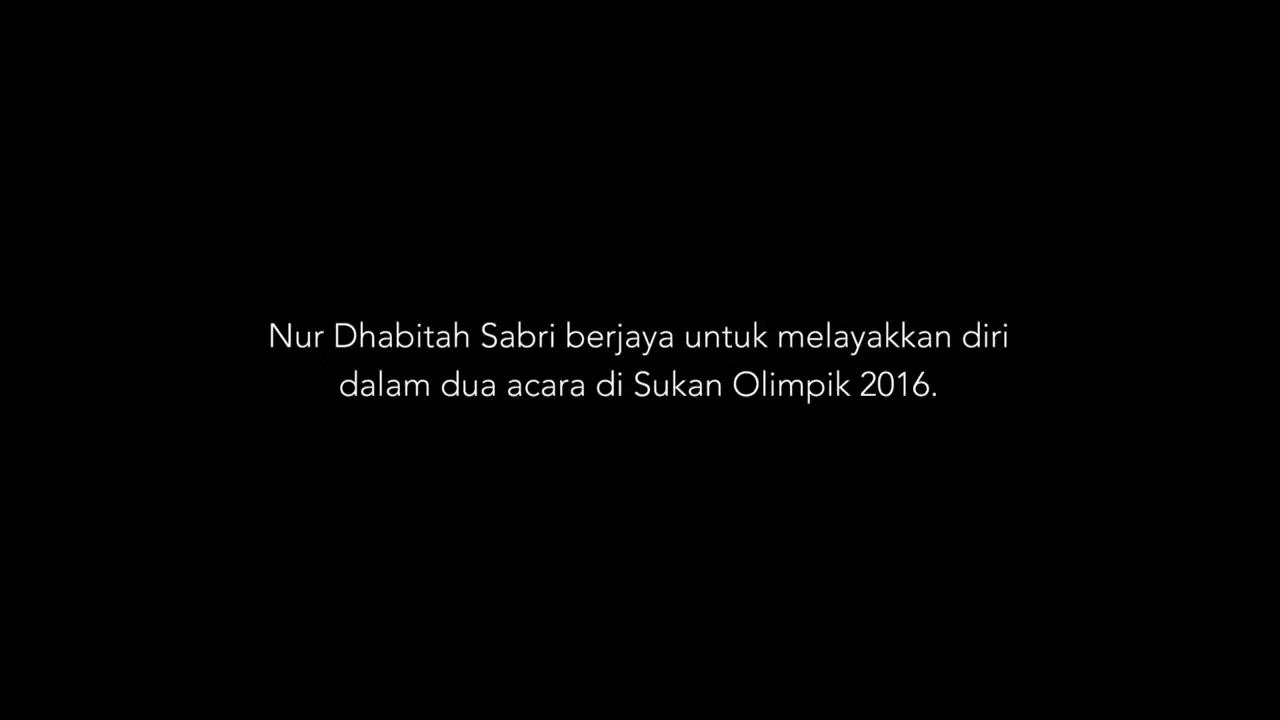 Nur Dhabitah Sabri berjaya untuk melayakkan diri
dalam dua acara di Sukan Olimpik 2016.